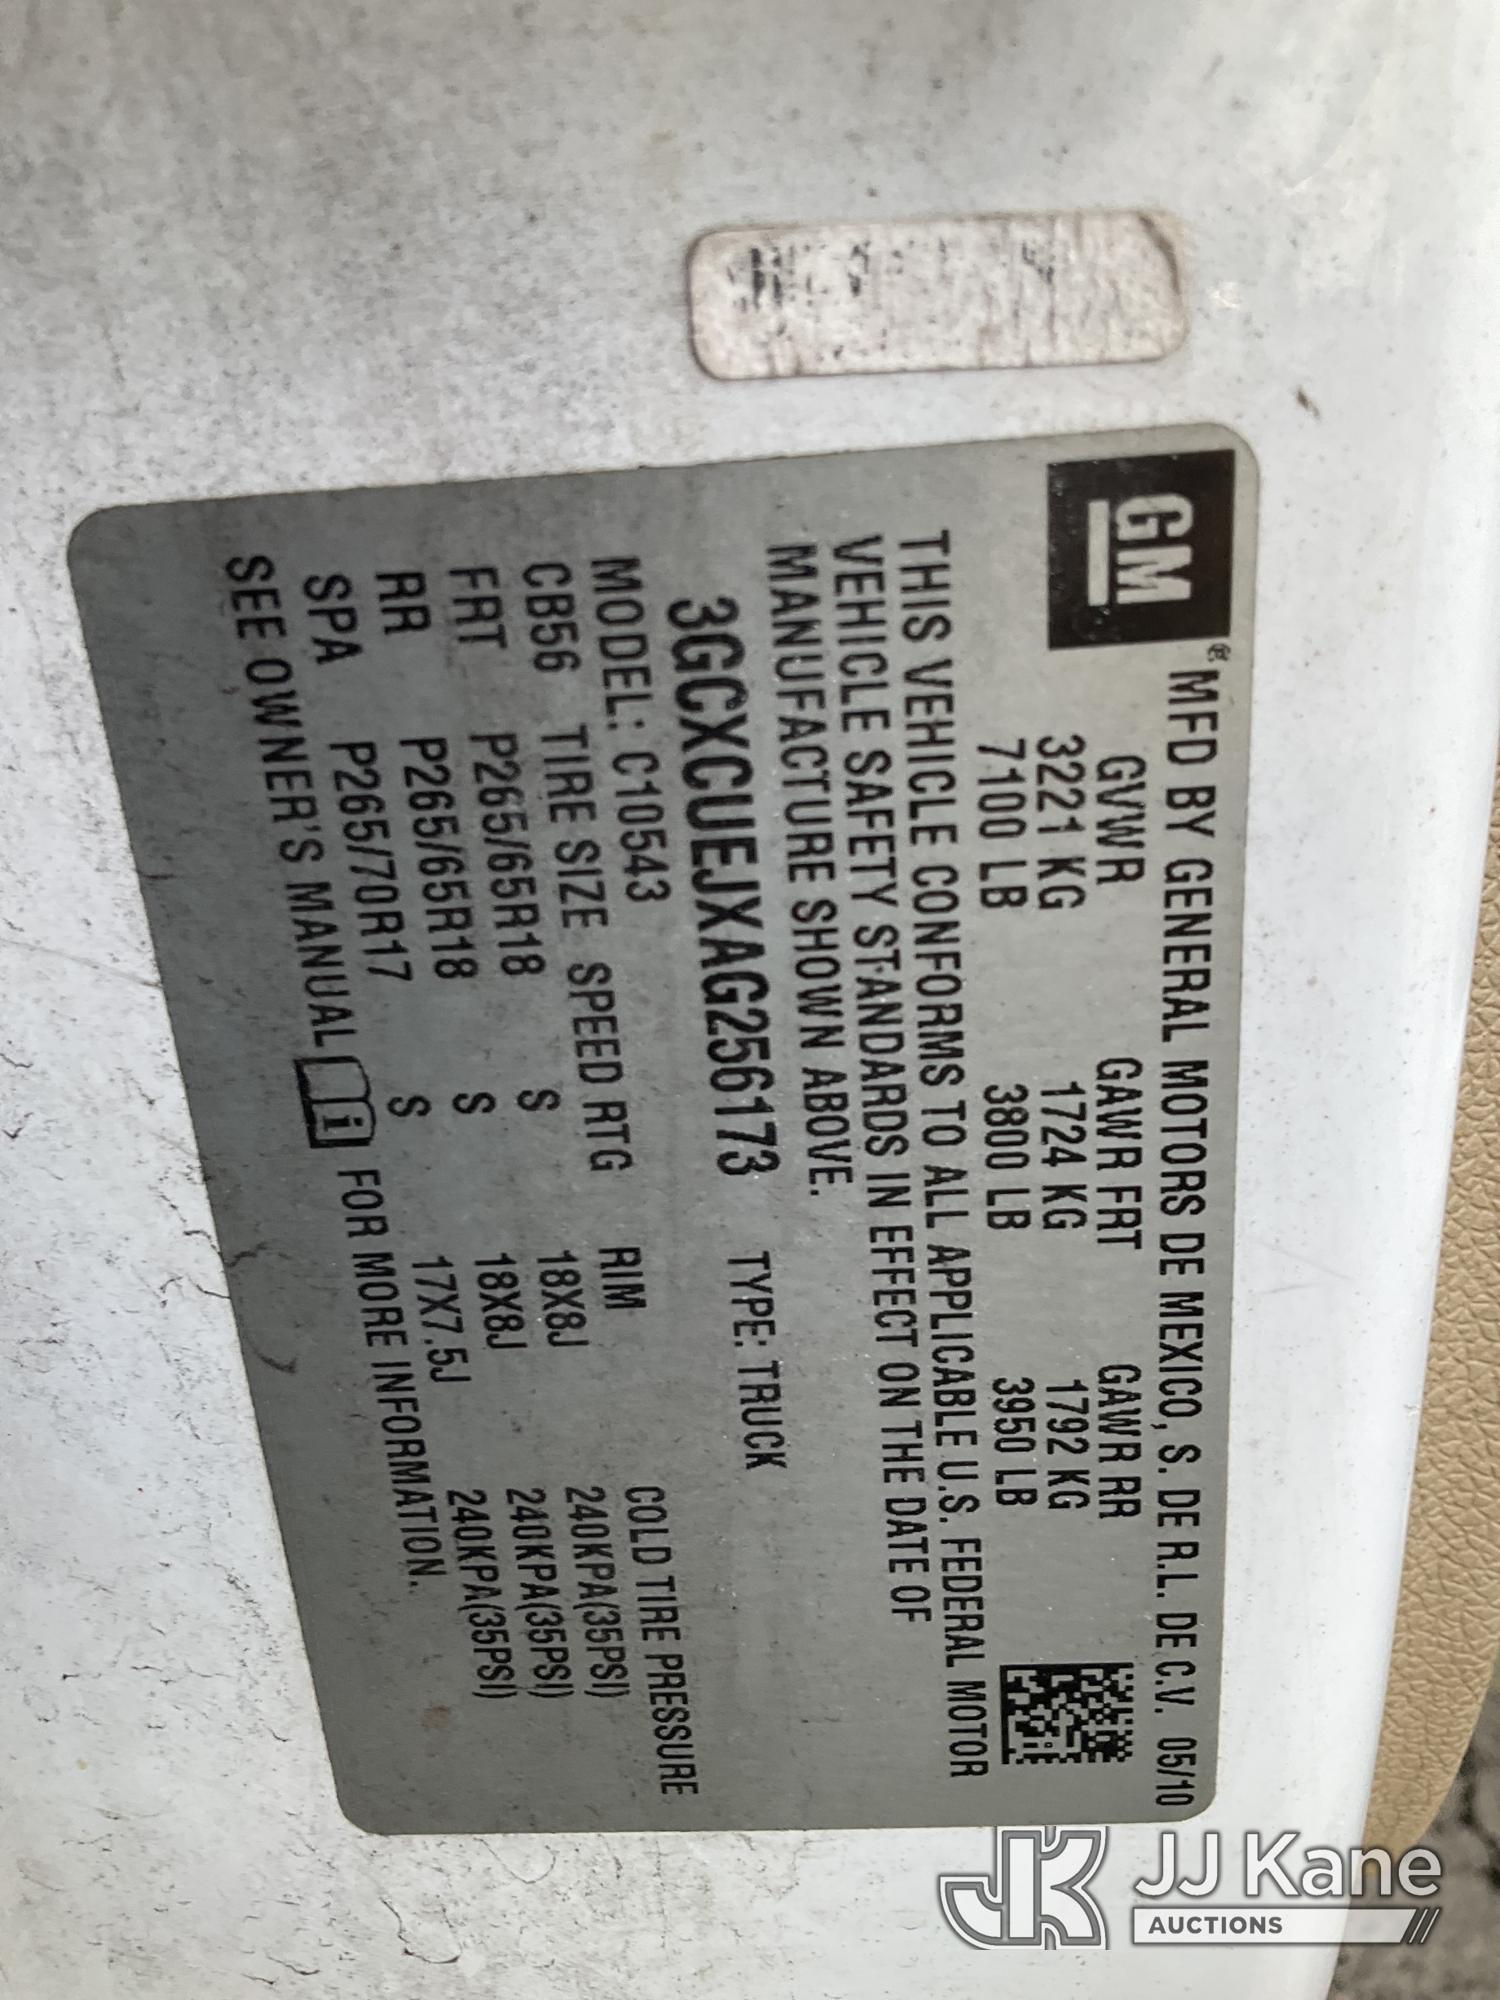 GM® MFD BY GENERAL MOTORS DE MEXICO, S. DE R.L. DE C.V. 05/10
GVWR GAWR FRT GAWR RR
3221 KG 1724 KG 1792 KG
7100 LB 3800 LB 3950 LB
THIS VEHICLE CONFORMS TO ALL APPLICABLE U.S. FEDERAL MOTOR
VEHICLE SAFETY STANDARDS IN EFFECT ON THE DATE OF
MANUFACTURE SHOWN ABOVE.
3GCXCUEJXAG256173 TYPE: TRUCK
MODEL: C10543
CB56 TIRE SIZE SPEED RTG RIM COLD TIRE PRESSURE
FRT P265/65R18 S 18X8J 240KPA(35PSI)
RR P265/65R18 S 18X8J 240KPA(35PSI)
SPA P265/70R17 S 17X7.5J 240KPA(35PSI)
SEE OWNER'S MANUAL i FOR MORE INFORMATION.
JK JJ Kane
AUCTIONS